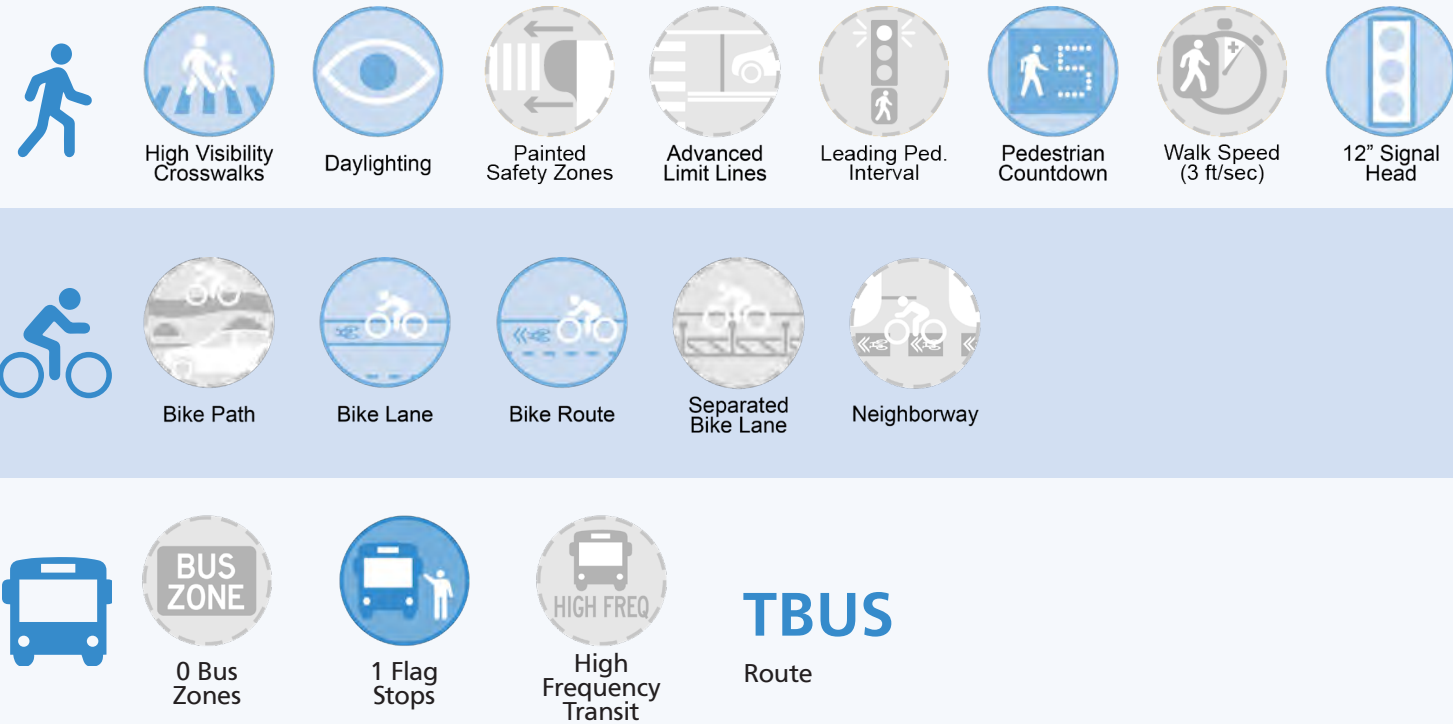 5
High Visibility
Crosswalks
Daylighting
Painted
Safety Zones
Advanced
Limit Lines
Leading Ped.
Interval
Pedestrian
Countdown
Walk Speed
(3 ft/sec)
12” Signal
Head
Bike Path
Bike Lane
Bike Route
Separated
Bike Lane
Neighborway
BUS
ZONE
0 Bus
Zones
1 Flag
Stops
HIGH FREQ
High
Frequency
Transit
TBUS
Route